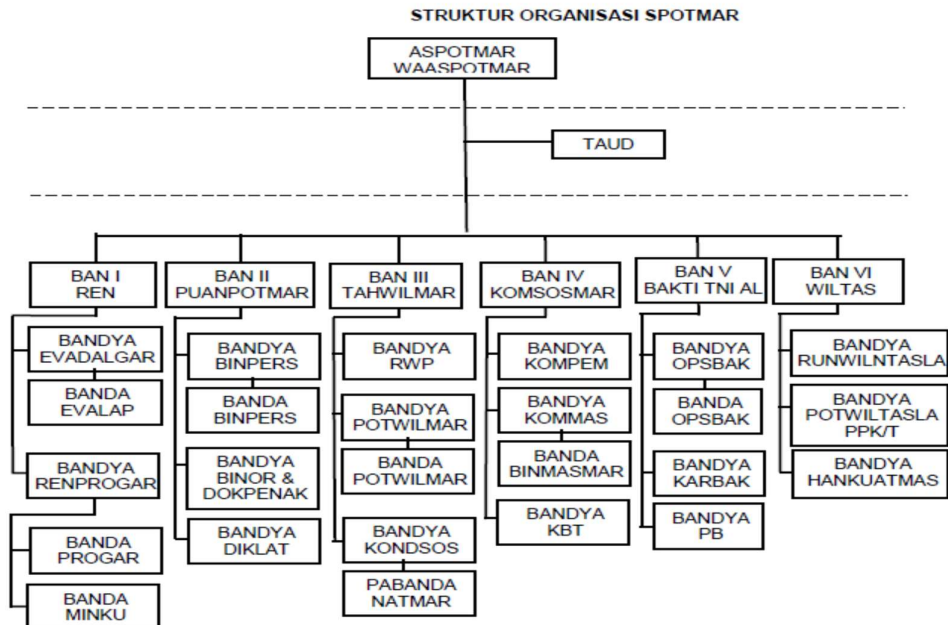 STRUKTUR ORGANISASI SPOTMAR
ASPOTMAR
WAASPOTMAR
TAUD
BAN I
REN
BANDYA
EVADALGAR
BANDA
EVALAP
BANDYA
RENPROGAR
BANDA
PROGAR
BANDA
MINKU
BAN II
PUANPOTMAR
BANDYA
BINPERS
BANDA
BINPERS
BANDYA
BINOR &
DOKPENAK
BANDYA
DIKLAT
BAN III
TAHWILMAR
BANDYA
RWP
BANDYA
POTWILMAR
BANDA
POTWILMAR
BANDYA
KONDSOS
PABANDA
NATMAR
BAN IV
KOMSOSMAR
BANDYA
KOMPEM
BANDYA
KOMMAS
BANDA
BINMASMAR
BANDYA
KBT
BAN V
BAKTI TNI AL
BANDYA
OPSBAK
BANDA
OPSBAK
BANDYA
KARBAK
BANDYA
PB
BAN VI
WILTAS
BANDYA
RUNWILNTASLA
BANDYA
POTWILTASLA
PPK/T
BANDYA
HANKUATMAS